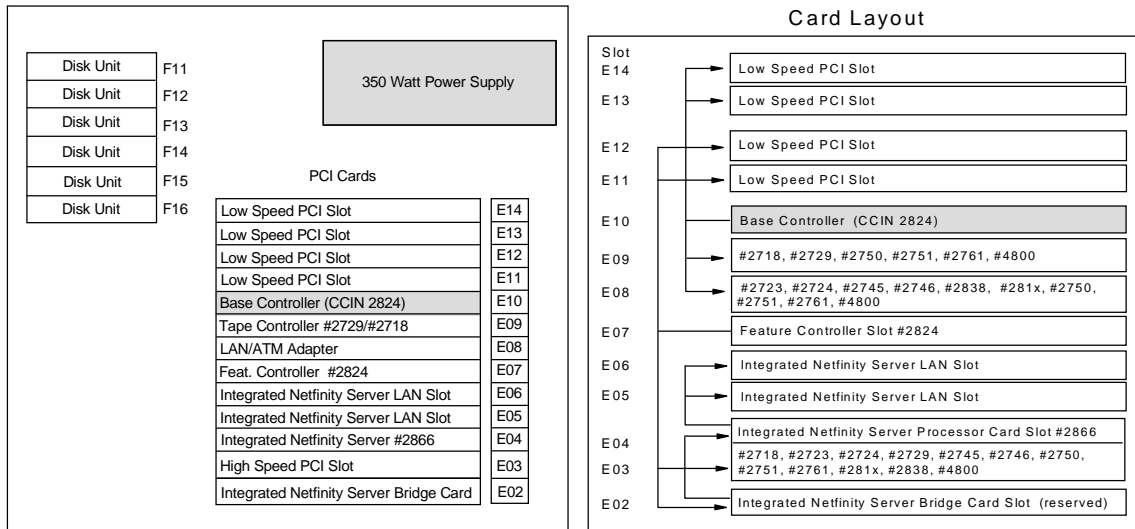 Card Layout
Disk Unit F11
Disk Unit F12
Disk Unit F13
Disk Unit F14
Disk Unit F15
Disk Unit F16
350 Watt Power Supply
PCI Cards
Low Speed PCI Slot E14
Low Speed PCI Slot E13
Low Speed PCI Slot E12
Low Speed PCI Slot E11
Base Controller (CCIN 2824) E10
Tape Controller #2729/#2718 E09
LAN/ATM Adapter E08
Feat. Controller #2824 E07
Integrated Netfinity Server LAN Slot E06
Integrated Netfinity Server LAN Slot E05
Integrated Netfinity Server #2866 E04
High Speed PCI Slot E03
Integrated Netfinity Server Bridge Card E02
Slot
E14 Low Speed PCI Slot
E13 Low Speed PCI Slot
E12 Low Speed PCI Slot
E11 Low Speed PCI Slot
E10 Base Controller (CCIN 2824)
E09 #2718, #2729, #2750, #2751, #2761, #4800
E08 #2723, #2724, #2745, #2746, #2838, #281x, #2750,
#2751, #2761, #4800
E07 Feature Controller Slot #2824
E06 Integrated Netfinity Server LAN Slot
E05 Integrated Netfinity Server LAN Slot
E04 Integrated Netfinity Server Processor Card Slot #2866
E03 #2718, #2723, #2724, #2729, #2745, #2746, #2750,
#2751, #2761, #281x, #2838, #4800
E02 Integrated Netfinity Server Bridge Card Slot (reserved)